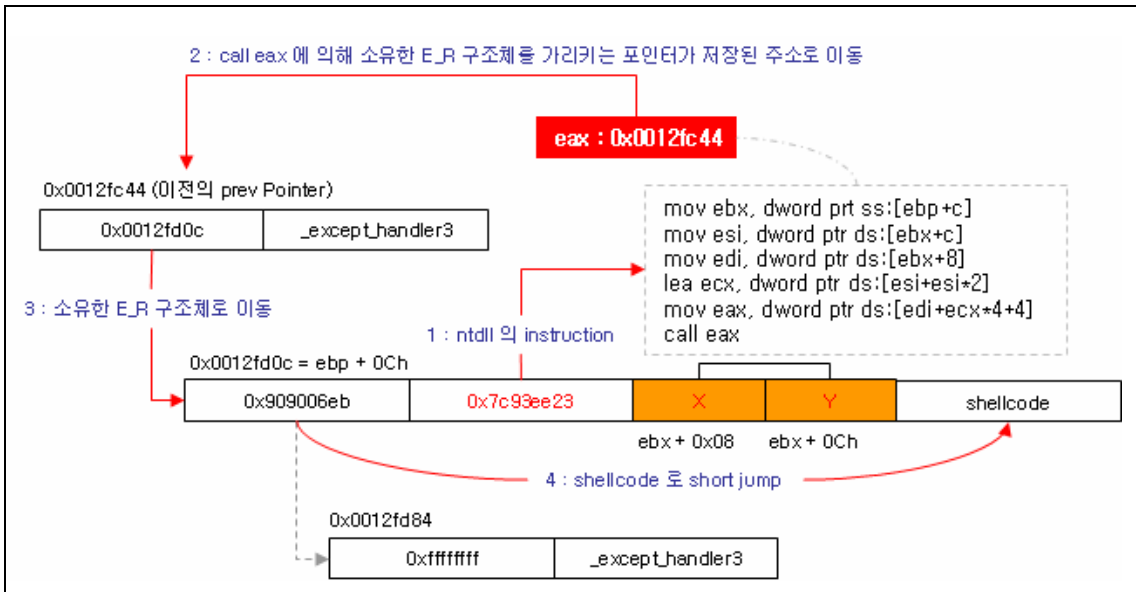 2 : call eax 에 의해 소유한 E_R 구조체를 가리키는 포인터가 저장된 주소로 이동
eax : 0x0012fc44
0x0012fc44 (이전의 prev Pointer)
0x0012fd0c
_except_handler3
mov ebx, dword prt ss:[ebp+c]
mov esi, dword ptr ds:[ebx+c]
mov edi, dword ptr ds:[ebx+8]
lea ecx, dword ptr ds:[esi+esi*2]
mov eax, dword ptr ds:[edi+ecx*4+4]
call eax
3 : 소유한 E_R 구조체로 이동
1 : ntdll 의 instruction
0x0012fd0c = ebp + 0Ch
0x909006eb
0x7c93ee23
X
Y
shellcode
ebx + 0x08
ebx + 0Ch
4 : shellcode 로 short jump
0x0012fd84
0xffffffff
_except_handler3